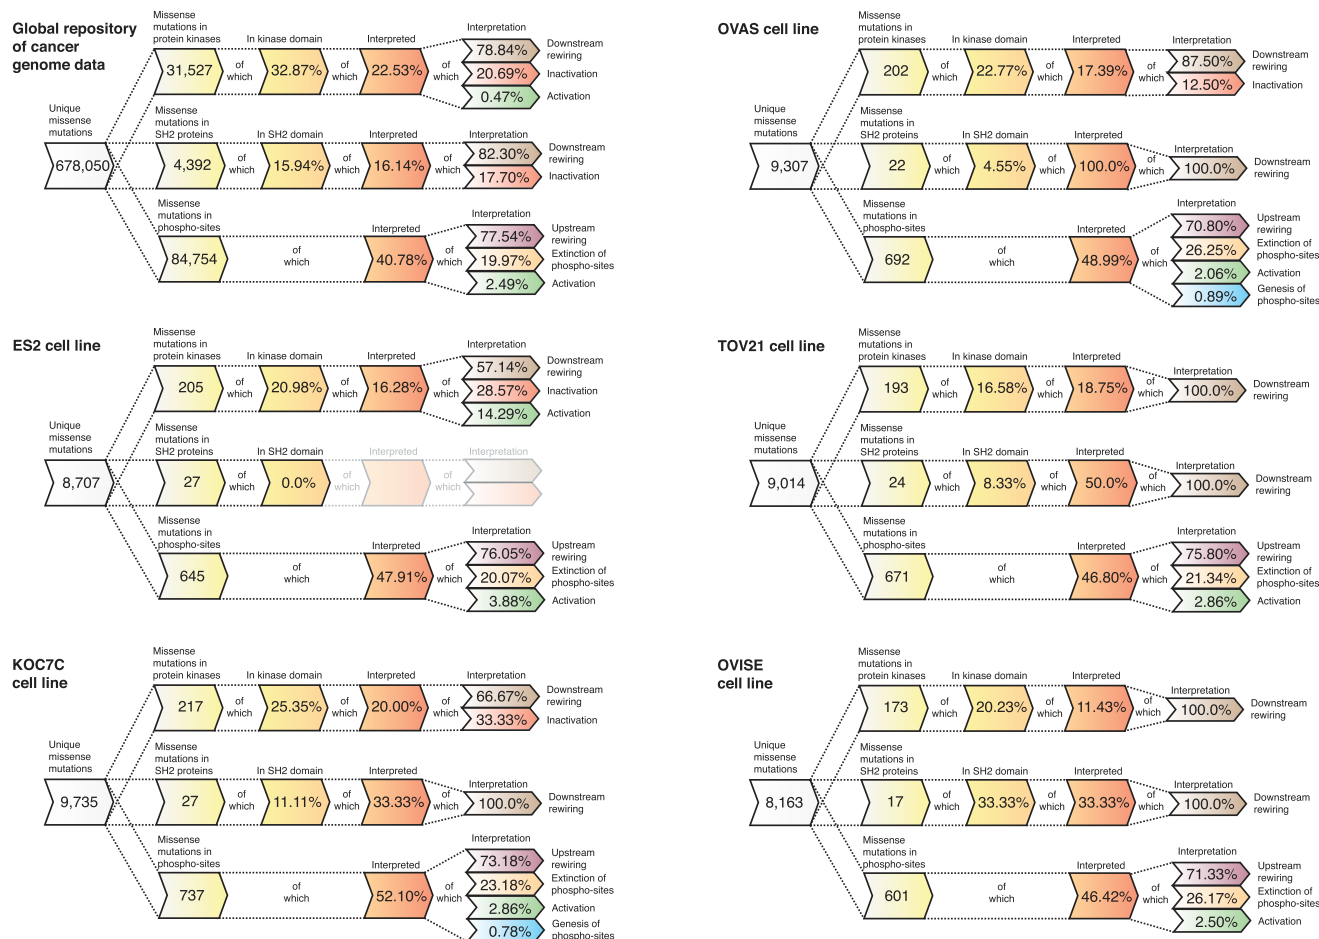 Global repository
of cancer
genome data
Missense
mutations in
protein kinases
In kinase domain
Interpreted
Interpretation
31,527
of
which
32.87%
of
which
22.53%
of
which
78.84%
Downstream
rewiring
20.69%
Inactivation
0.47%
Activation
Unique
missense
mutations
678,050
Missense
mutations in
SH2 proteins
In SH2 domain
Interpreted
Interpretation
4,392
of
which
15.94%
of
which
16.14%
of
which
82.30%
Downstream
rewiring
17.70%
Inactivation
Missense
mutations in
phospho-sites
Interpreted
Interpretation
84,754
of
which
40.78%
of
which
77.54%
Upstream
rewiring
19.97%
Extinction of
phospho-sites
2.49%
Activation
OVAS cell line
Missense
mutations in
protein kinases
In kinase domain
Interpreted
Interpretation
202
of
which
22.77%
of
which
17.39%
of
which
87.50%
Downstream
rewiring
12.50%
Inactivation
Unique
missense
mutations
9,307
Missense
mutations in
SH2 proteins
In SH2 domain
Interpreted
Interpretation
22
of
which
4.55%
of
which
100.0%
of
which
100.0%
Downstream
rewiring
Missense
mutations in
phospho-sites
Interpreted
Interpretation
692
of
which
48.99%
of
which
70.80%
Upstream
rewiring
26.25%
Extinction of
phospho-sites
2.06%
Activation
0.89%
Genesis of
phospho-sites
ES2 cell line
Missense
mutations in
protein kinases
In kinase domain
Interpreted
Interpretation
205
of
which
20.98%
of
which
16.28%
of
which
57.14%
Downstream
rewiring
28.57%
Inactivation
14.29%
Activation
Unique
missense
mutations
8,707
Missense
mutations in
SH2 proteins
In SH2 domain
Interpreted
Interpretation
27
of
which
0.0%
of
which
of
which
Missense
mutations in
phospho-sites
Interpreted
Interpretation
645
of
which
47.91%
of
which
76.05%
Upstream
rewiring
20.07%
Extinction of
phospho-sites
3.88%
Activation
TOV21 cell line
Missense
mutations in
protein kinases
In kinase domain
Interpreted
Interpretation
193
of
which
16.58%
of
which
18.75%
of
which
100.0%
Downstream
rewiring
Unique
missense
mutations
9,014
Missense
mutations in
SH2 proteins
In SH2 domain
Interpreted
Interpretation
24
of
which
8.33%
of
which
50.0%
of
which
100.0%
Downstream
rewiring
Missense
mutations in
phospho-sites
Interpreted
Interpretation
671
of
which
46.80%
of
which
75.80%
Upstream
rewiring
21.34%
Extinction of
phospho-sites
2.86%
Activation
KOC7C
cell line
Missense
mutations in
protein kinases
In kinase domain
Interpreted
Interpretation
217
of
which
25.35%
of
which
20.00%
of
which
66.67%
Downstream
rewiring
33.33%
Inactivation
Unique
missense
mutations
9,735
Missense
mutations in
SH2 proteins
In SH2 domain
Interpreted
Interpretation
27
of
which
11.11%
of
which
33.33%
of
which
100.0%
Downstream
rewiring
Missense
mutations in
phospho-sites
Interpreted
Interpretation
737
of
which
52.10%
of
which
73.18%
Upstream
rewiring
23.18%
Extinction of
phospho-sites
2.86%
Activation
0.78%
Genesis of
phospho-sites
OVISE
cell line
Missense
mutations in
protein kinases
In kinase domain
Interpreted
Interpretation
173
of
which
20.23%
of
which
11.43%
of
which
100.0%
Downstream
rewiring
Unique
missense
mutations
8,163
Missense
mutations in
SH2 proteins
In SH2 domain
Interpreted
Interpretation
17
of
which
33.33%
of
which
33.33%
of
which
100.0%
Downstream
rewiring
Missense
mutations in
phospho-sites
Interpreted
Interpretation
601
of
which
46.42%
of
which
71.33%
Upstream
rewiring
26.17%
Extinction of
phospho-sites
2.50%
Activation